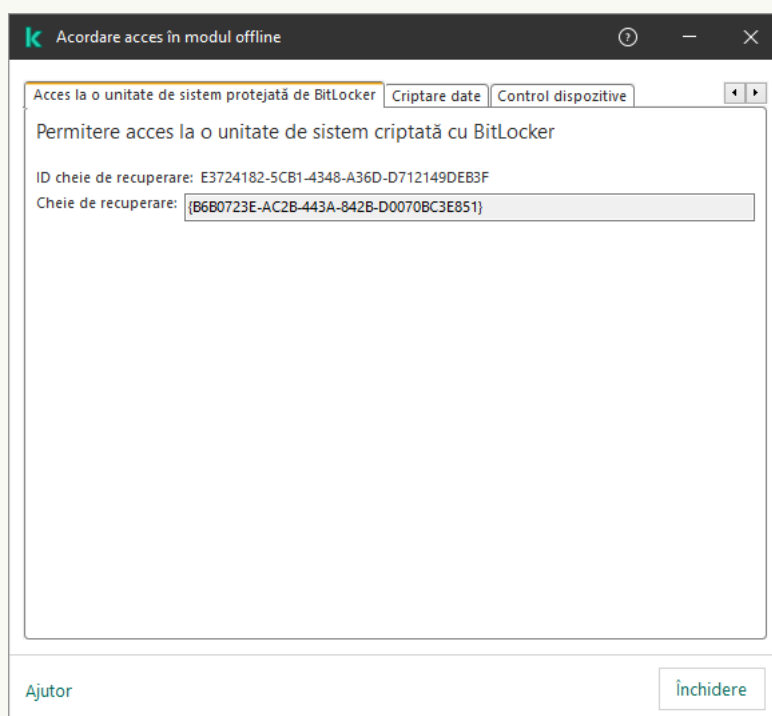 Acordare acces în modul offline
Acces la o unitate de sistem protejată de BitLocker Criptare date Control dispozitive
Permitere acces la o unitate de sistem criptată cu BitLocker
ID cheie de recuperare: E3724182-5CB1-4348-A36D-D712149DEB3F
Cheie de recuperare: {B6B0723E-AC2B-443A-842B-D0070BC3E851}
Ajutor Închidere